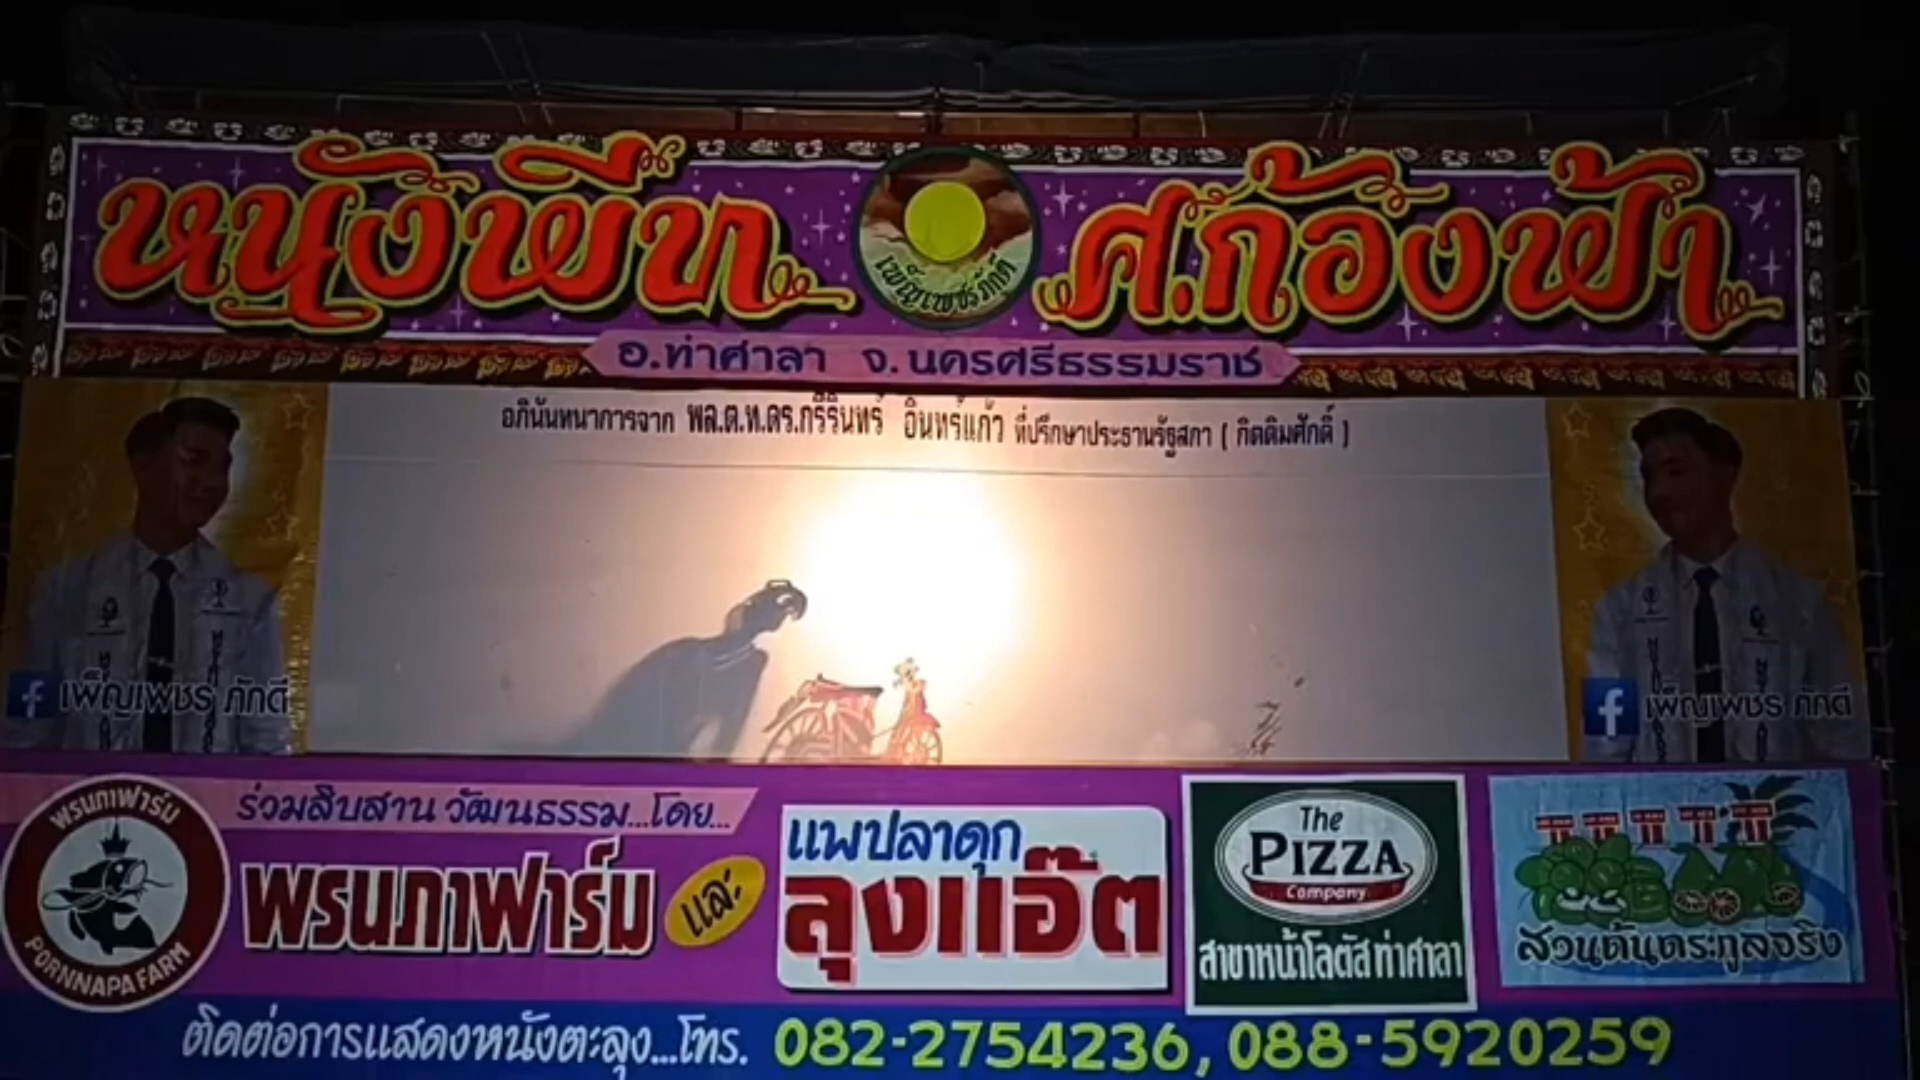 หนังพีท ศ.ก้องฟ้า
เพ็ญเพชร ภักดี
อ.ท่าศาลา จ.นครศรีธรรมราช
อภินันทนาการจาก พล.ต.ท.ดร.กรีรินทร์ อินทร์แก้ว ที่ปรึกษาประธานรัฐสภา ( กิตติมศักดิ์ )
เพ็ญเพชร ภักดี
เพ็ญเพชร ภักดี
พรนภาฟาร์ม
PORNNAPA FARM
ร่วมสืบสาน วัฒนธรรม...โดย...
พรนภาฟาร์ม และ
แพปลาดุก
ลุงแอ๊ต
The
PIZZA
Company
สาขาหน้าโลตัสท่าศาลา
สวนต้นตระกูลจริง
ติดต่อการแสดงหนังตะลุง...โทร. 082-2754236, 088-5920259